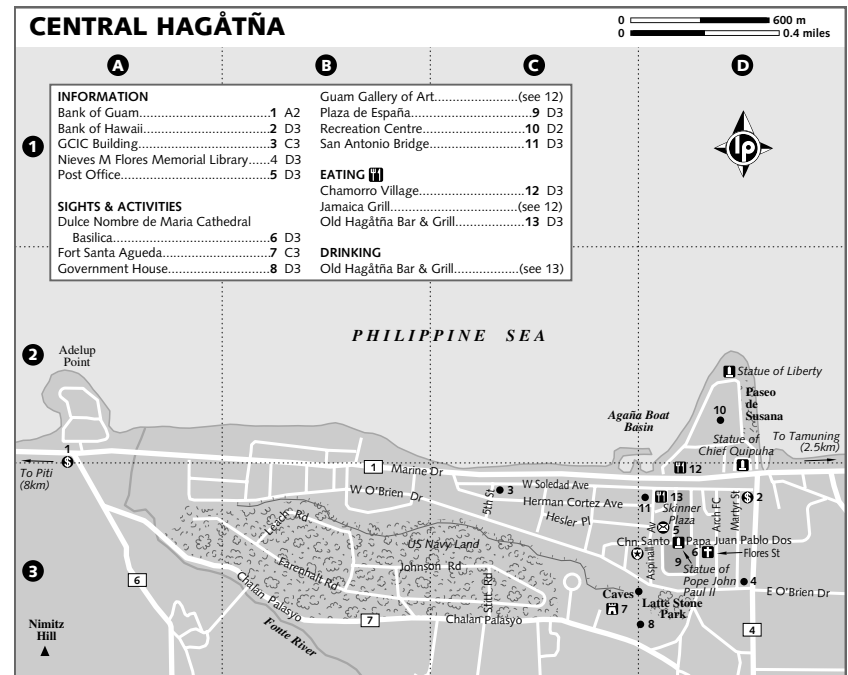 CENTRAL HAGÅTÑA
0 600 m
0 0.4 miles
A B C D
1
INFORMATION
Bank of Guam....................................1 A2
Bank of Hawaii..................................2 D3
GCIC Building....................................3 C3
Nieves M Flores Memorial Library......4 D3
Post Office.........................................5 D3
SIGHTS & ACTIVITIES
Dulce Nombre de Maria Cathedral
Basilica..........................................6 D3
Fort Santa Agueda.............................7 C3
Government House............................8 D3
Guam Gallery of Art....................(see 12)
Plaza de España.................................9 D3
Recreation Centre............................10 D2
San Antonio Bridge..........................11 D3
EATING
Chamorro Village.............................12 D3
Jamaica Grill...............................(see 12)
Old Hagåtña Bar & Grill...................13 D3
DRINKING
Old Hagåtña Bar & Grill................(see 13)
lp
PHILIPPINE SEA
2
Adelup
Point
Statue of Liberty
Paseo
de
Susana
10
Agaña Boat
Basin
Statue of
Chief Quipuha
To Tamuning
(2.5km)
1
$
To Piti
(8km)
1
Marine Dr
12
W Soledad Ave
W O'Brien Dr
5th St
3
Herman Cortez Ave
Hesler Pl
11
13
Skinner
Plaza
5
Arch FC
Martyr St
$
2
Leach Rd
US Navy Land
Chn Santo
Papa Juan Pablo Dos
Aspinall Av
6
Flores St
9
Statue of
Pope John
Paul II
3
6
Farenhalt Rd
Johnson Rd
Stitt Rd
Chalan Palasyo
7
Chalan Palasyo
Fonte River
Caves
Latte Stone
Park
7
8
4
E O'Brien Dr
4
Nimitz
Hill